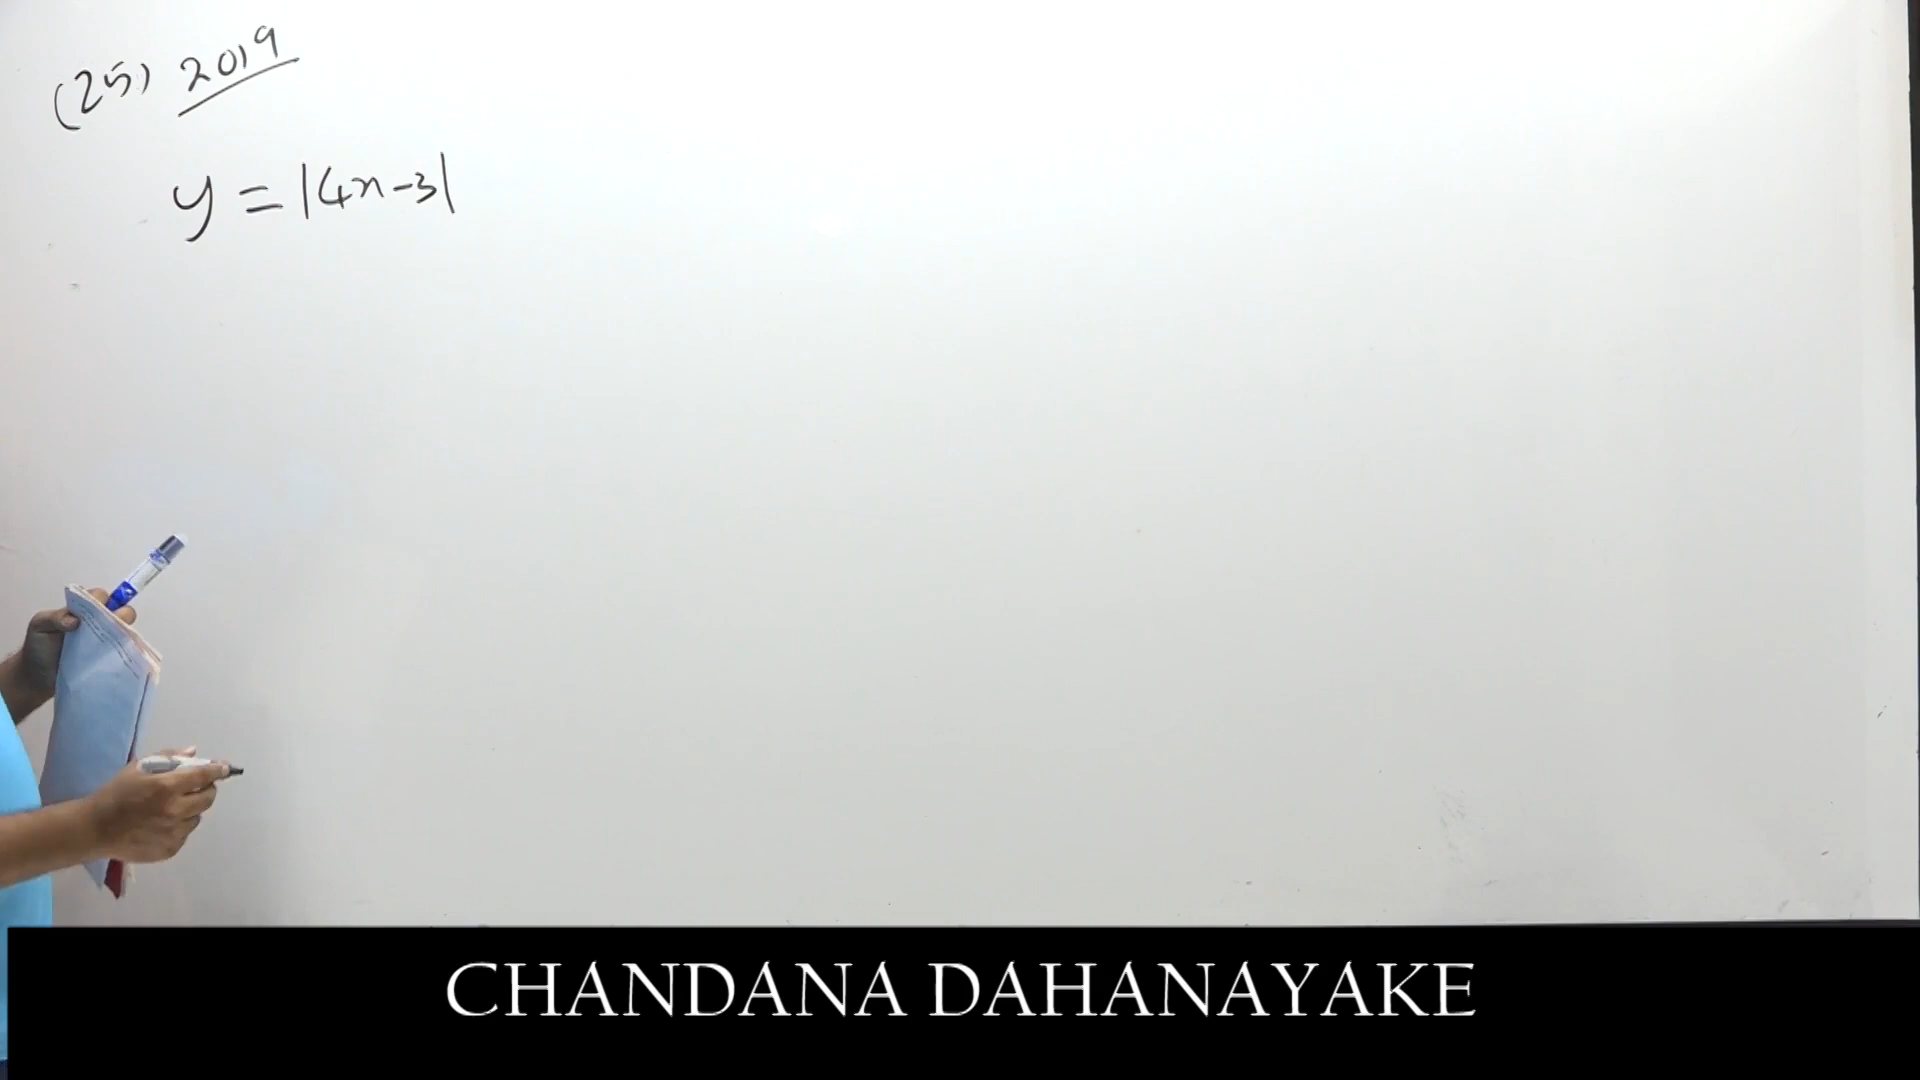 (25) 2019
y = |4x-3|
CHANDANA DAHANAYAKE